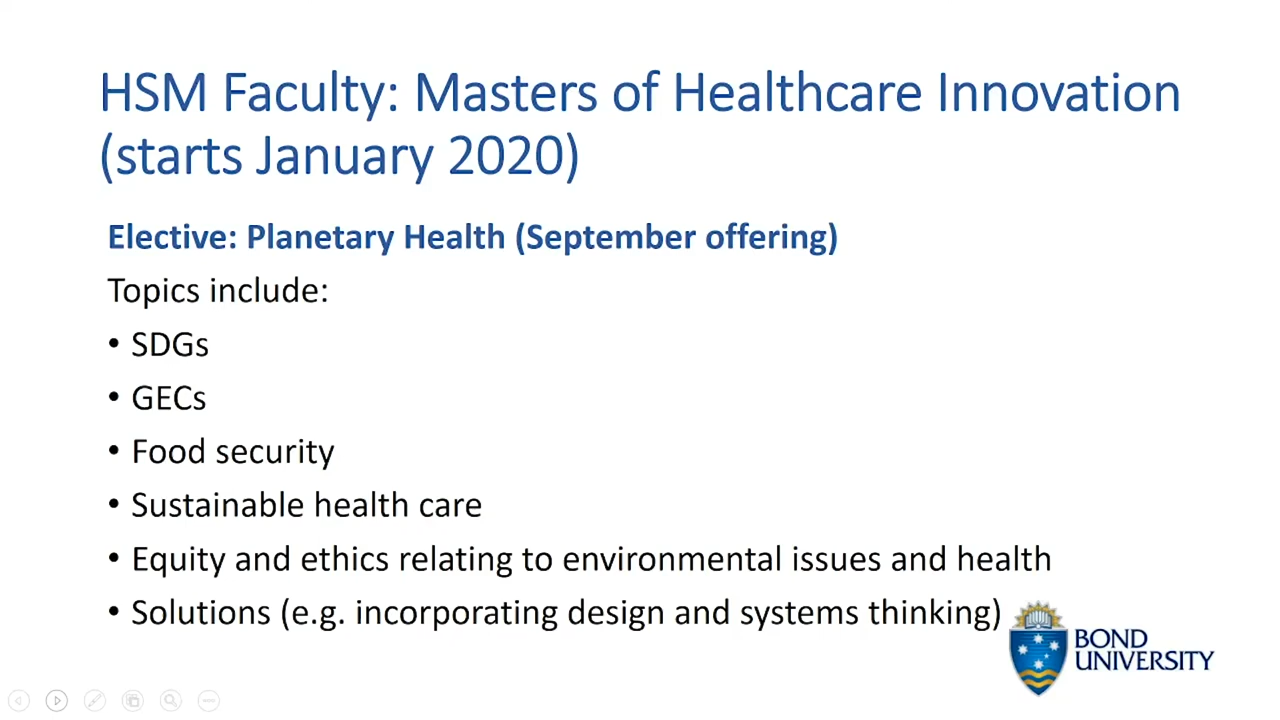 HSM Faculty: Masters of Healthcare Innovation
(starts January 2020)
Elective: Planetary Health (September offering)
Topics include:
• SDGs
• GECs
• Food security
• Sustainable health care
• Equity and ethics relating to environmental issues and health
• Solutions (e.g. incorporating design and systems thinking)
BOND
UNIVERSITY